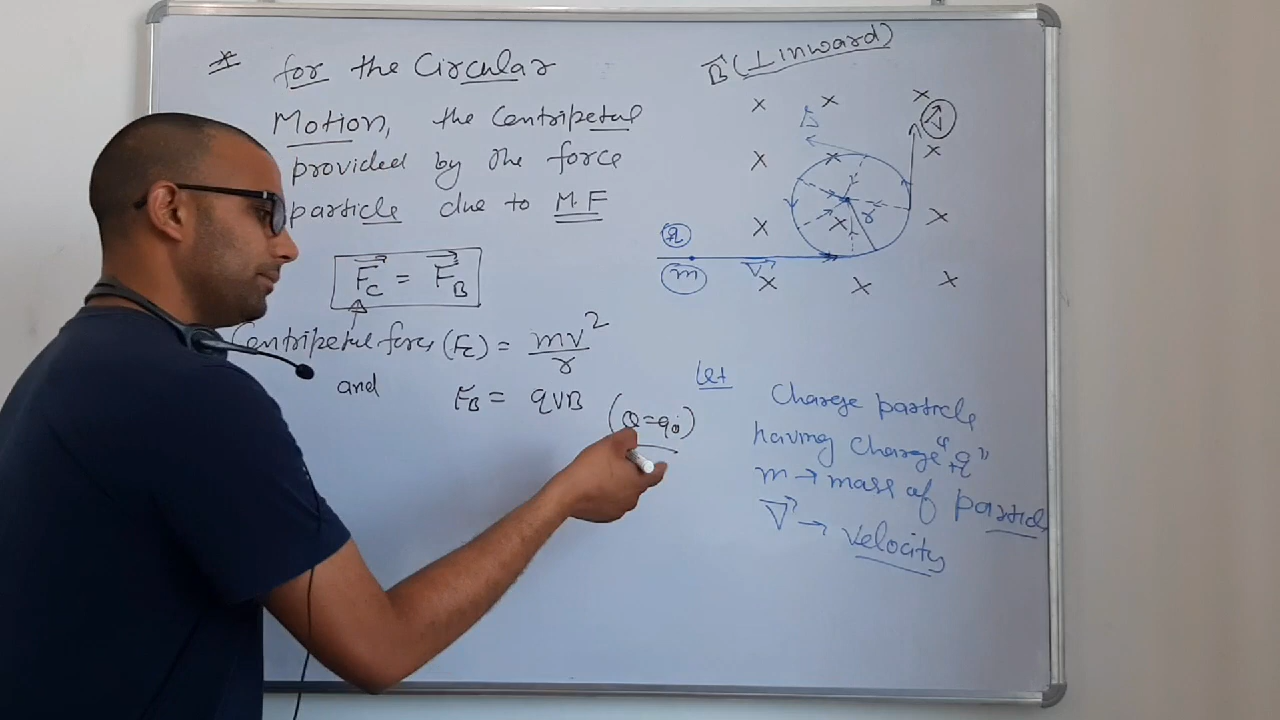 * for the Circular
Motion, the Centripetal
provided by the force
particle due to M.F
F⃗c = F⃗B
Centripetal force (Fc) = mv²/r
and FB = qvB
(Q=q₀)
B⃗ (⊥ inward)
× × ×
v⃗
× ×
× ×
r
q
m
v⃗
× × ×
Let
Charge particle
having charge "+q"
m → mass of particle
V⃗ → velocity